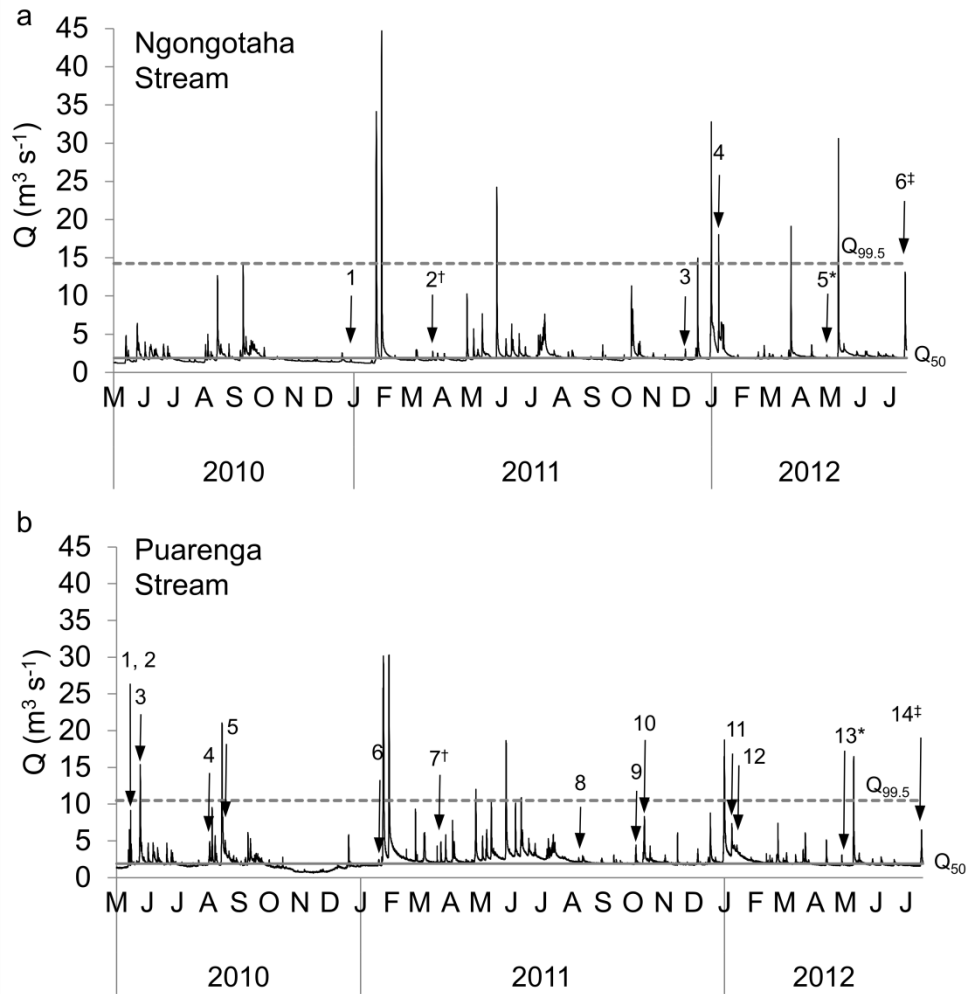 a
Ngongotaha
Stream
45
40
35
30
25
20
15
10
5
0
Q (m³ s⁻¹)
1
2†
3
4
5*
6‡
Q99.5
Q50
M J J A S O N D J F M A M J J A S O N D J F M A M J J
2010 2011 2012
b
Puarenga
Stream
45
40
35
30
25
20
15
10
5
0
Q (m³ s⁻¹)
1, 2
3
4
5
6
7†
8
9
10
11
12
13*
14‡
Q99.5
Q50
M J J A S O N D J F M A M J J A S O N D J F M A M J J
2010 2011 2012